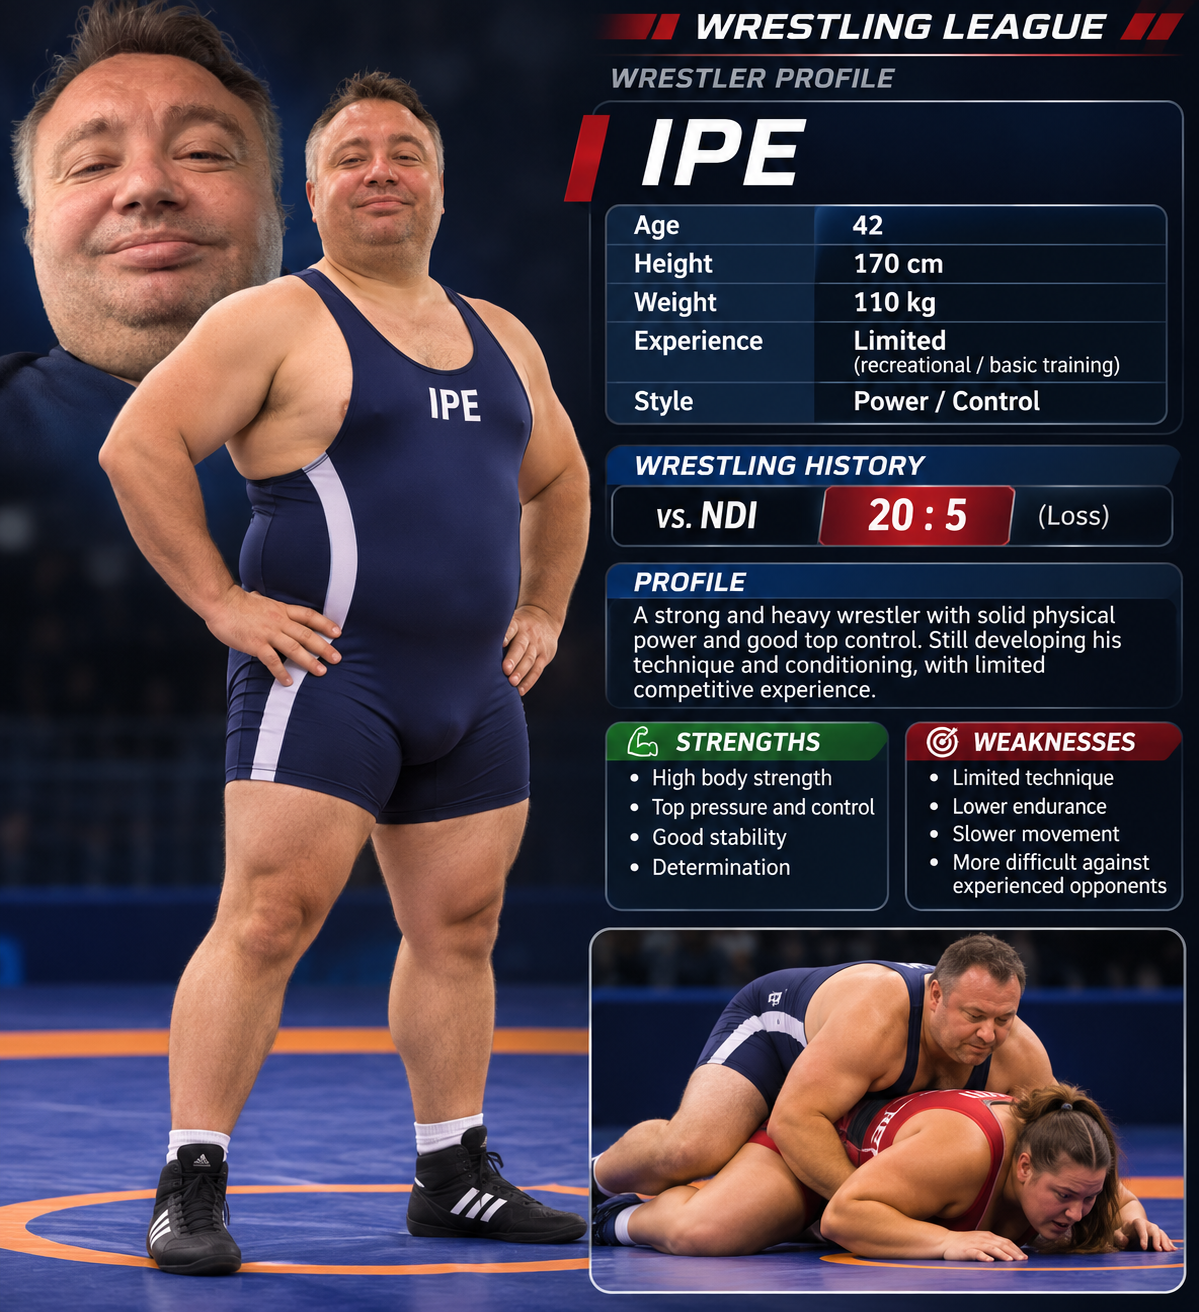 WRESTLING LEAGUE
WRESTLER PROFILE
IPE
Age 42
Height 170 cm
Weight 110 kg
Experience Limited
(recreational / basic training)
Style Power / Control
WRESTLING HISTORY
vs. NDI 20 : 5 (Loss)
PROFILE
A strong and heavy wrestler with solid physical
power and good top control. Still developing his
technique and conditioning, with limited
competitive experience.
STRENGTHS
• High body strength
• Top pressure and control
• Good stability
• Determination
WEAKNESSES
• Limited technique
• Lower endurance
• Slower movement
• More difficult against
experienced opponents
IPE